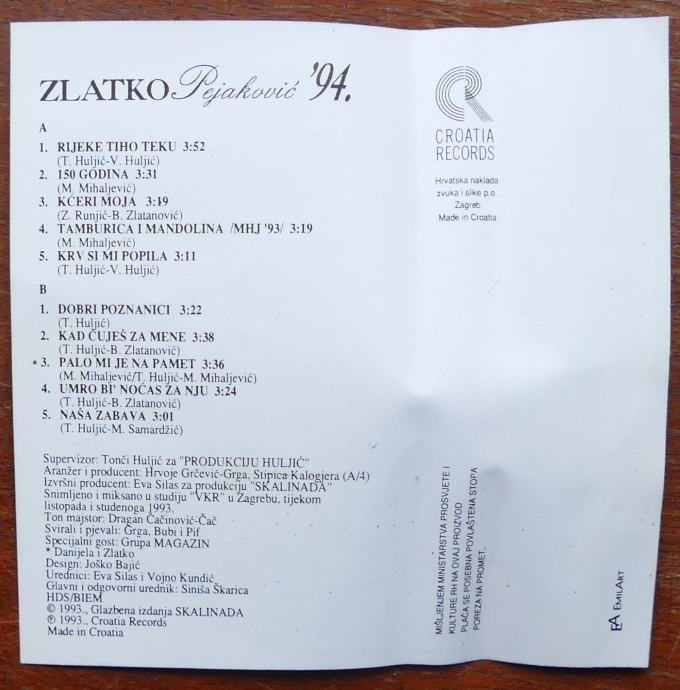 ZLATKO Pejaković '94.
A
1. RIJEKE TIHO TEKU 3:52
(T. Huljić-V. Huljić)
2. 150 GODINA 3:31
(M. Mihaljević)
3. KĆERI MOJA 3:19
(Z. Runjić-B. Zlatanović)
4. TAMBURICA I MANDOLINA /MHJ '93/ 3:19
(M. Mihaljević)
5. KRV SI MI POPILA 3:11
(T. Huljić-V. Huljić)
B
1. DOBRI POZNANICI 3:22
(T. Huljić)
2. KAD ČUJEŠ ZA MENE 3:38
(T. Huljić-B. Zlatanović)
* 3. PALO MI JE NA PAMET 3:36
(M. Mihaljević/T. Huljić-M. Mihaljević)
4. UMRO BI' NOĆAS ZA NJU 3:24
(T. Huljić-B. Zlatanović)
5. NAŠA ZABAVA 3:01
(T. Huljić-M. Samardžić)
Supervizor: Tonči Huljić za "PRODUKCIJU HULJIĆ"
Aranžer i producent: Hrvoje Grčević-Grga, Stipica Kalogjera (A/4)
Izvršni producent: Eva Silas za produkciju "SKALINADA"
Snimljeno i miksano u studiju "VKR" u Zagrebu, tijekom
listopada i studenoga 1993.
Ton majstor: Dragan Čačinović-Čač
Svirali i pjevali: Grga, Bubi i Pif
Specijalni gost: Grupa MAGAZIN
* Danijela i Zlatko
Design: Joško Bajić
Urednici: Eva Silas i Vojno Kundić
Glavni i odgovorni urednik: Siniša Škarica
HDS/BIEM
© 1993., Glazbena izdanja SKALINADA
℗ 1993., Croatia Records
Made in Croatia
CROATIA
RECORDS
Hrvatska naklada
zvuka i slike p.o.
Zagreb
Made in Croatia
MIŠLJENJEM MINISTARSTVA PROSVJETE I
KULTURE RH NA OVAJ PROIZVOD
PLAĆA SE POSEBNA POVLAŠTENA STOPA
POREZA NA PROMET.
EA EMILART